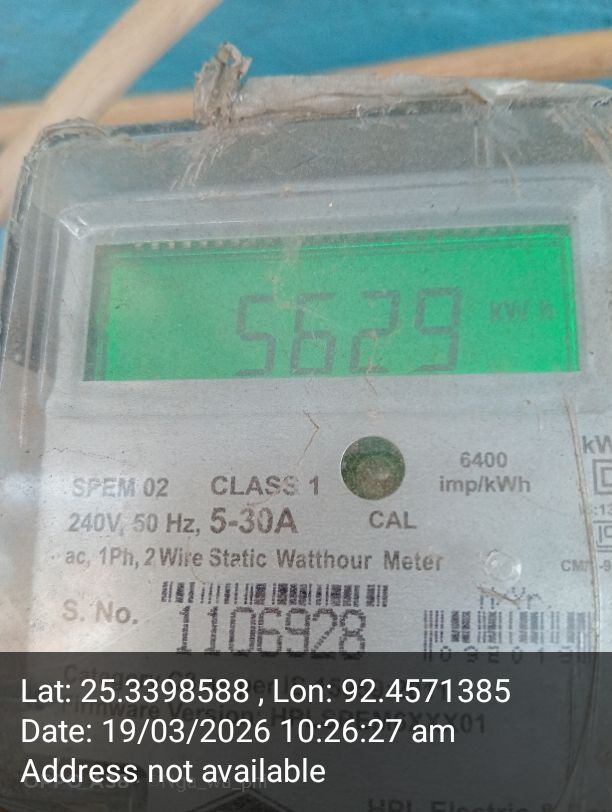 5629 kWh
6400
imp/kWh
SPEM 02 CLASS 1
240V, 50 Hz, 5-30A
CAL
ac, 1Ph, 2 Wire Static Watthour Meter
S. No.
1106928
Lat: 25.3398588 , Lon: 92.4571385
Date: 19/03/2026 10:26:27 am
Address not available
HPL Electric